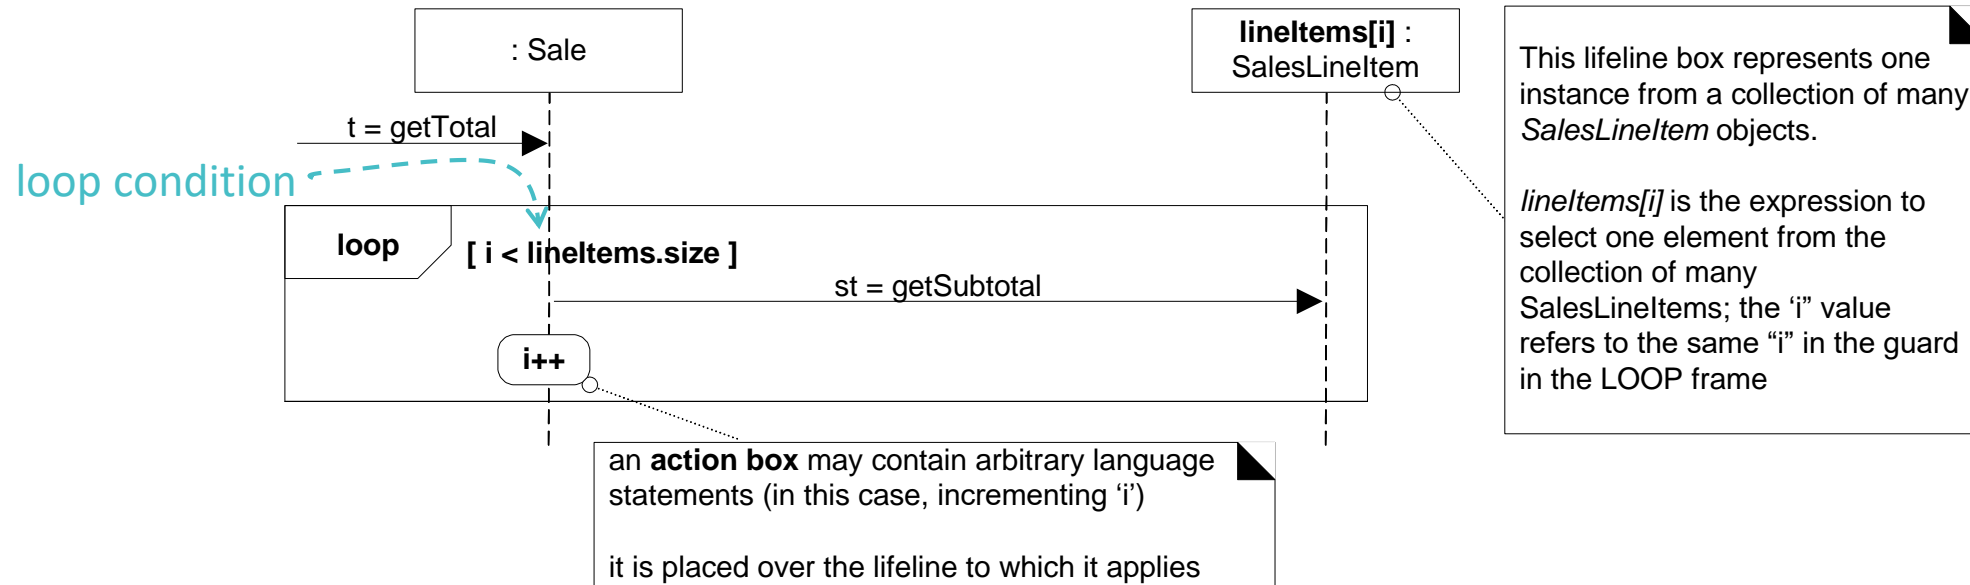 : Sale
lineItems[i] :
SalesLineItem
t = getTotal
loop condition
loop
[ i < lineItems.size ]
st = getSubtotal
i++
an action box may contain arbitrary language
statements (in this case, incrementing ‘i’)
it is placed over the lifeline to which it applies
This lifeline box represents one
instance from a collection of many
SalesLineItem objects.
lineItems[i] is the expression to
select one element from the
collection of many
SalesLineItems; the ‘i” value
refers to the same “i” in the guard
in the LOOP frame